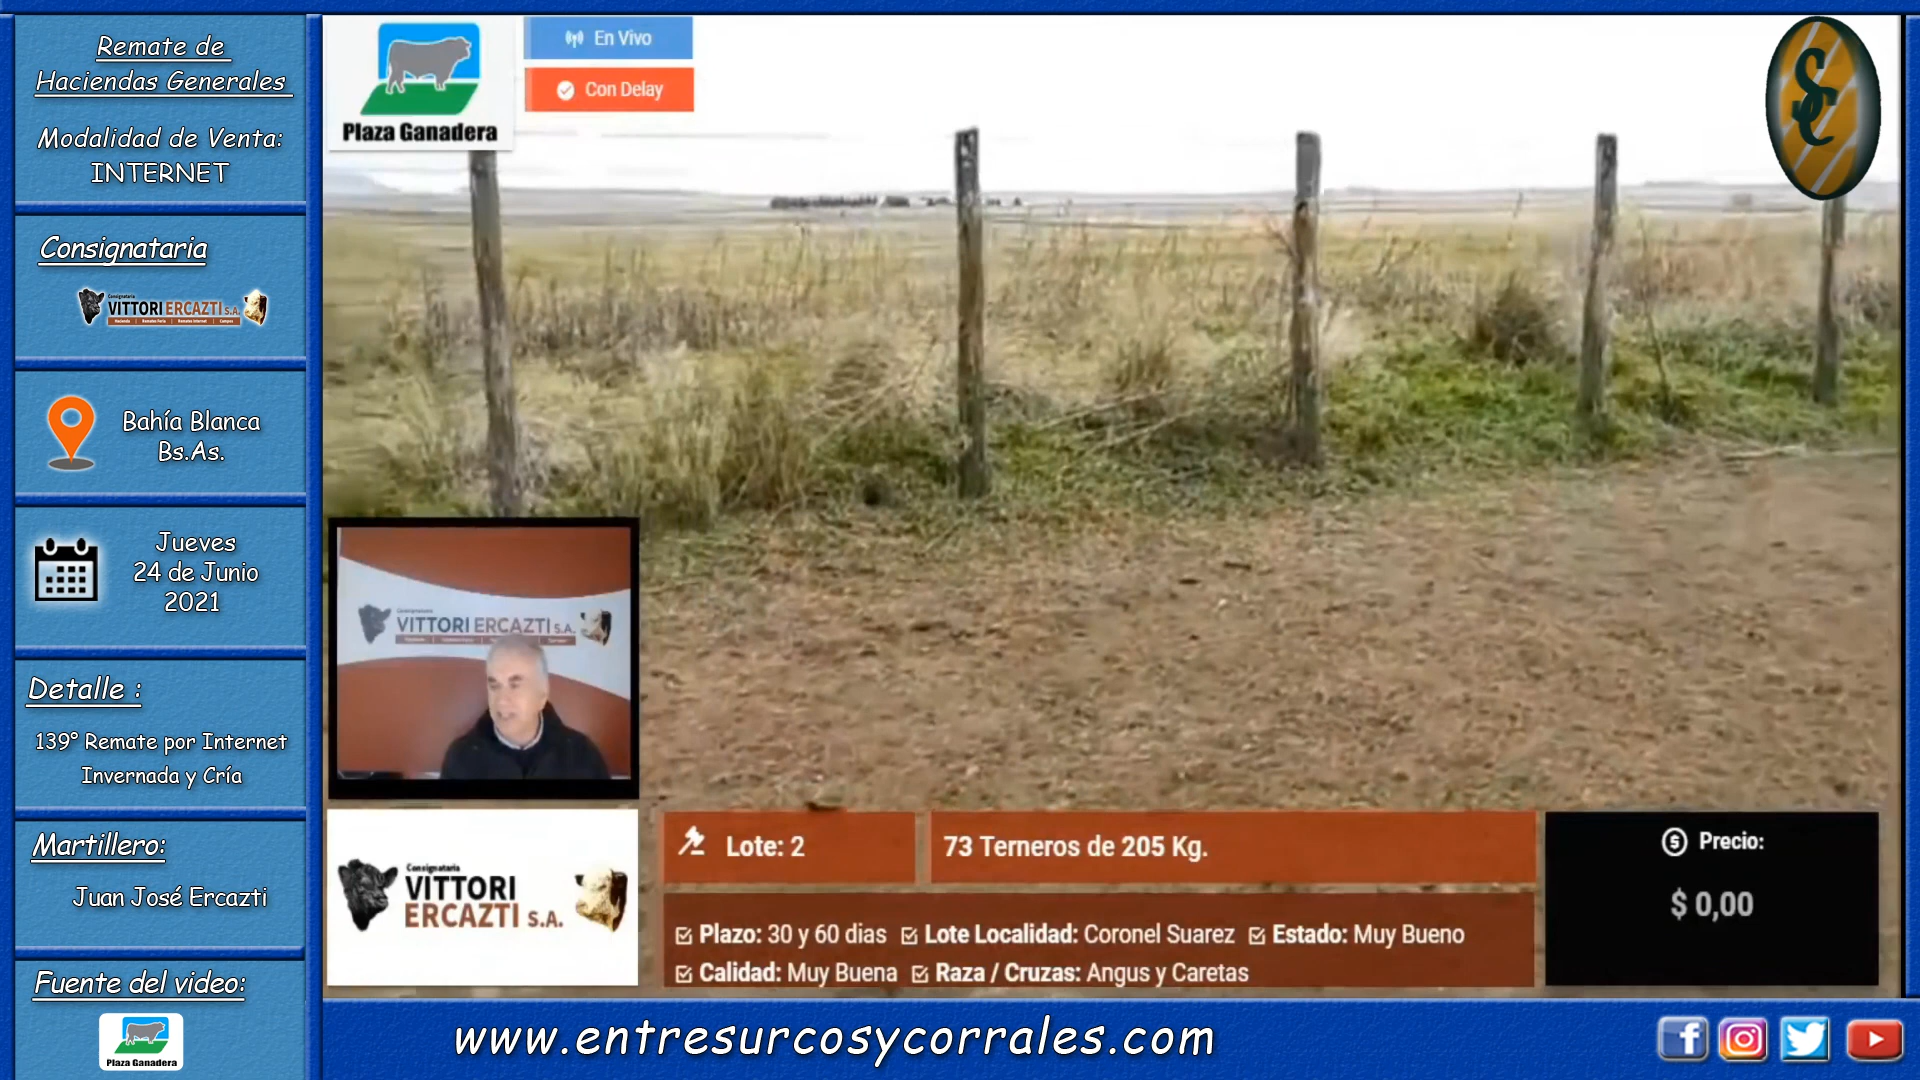 Remate de
Haciendas Generales
Modalidad de Venta:
INTERNET
Consignataria
Consignataria
VITTORI ERCAZTI S.A.
Bahía Blanca
Bs.As.
Jueves
24 de Junio
2021
Detalle :
139° Remate por Internet
Invernada y Cría
Martillero:
Juan José Ercazti
Fuente del video:
Plaza Ganadera
Plaza Ganadera
En Vivo
Con Delay
SC
VITTORI ERCAZTI S.A.
Consignataria
VITTORI
ERCAZTI S.A.
Lote: 2
73 Terneros de 205 Kg.
Plazo: 30 y 60 dias Lote Localidad: Coronel Suarez Estado: Muy Bueno
Calidad: Muy Buena Raza / Cruzas: Angus y Caretas
Precio:
$ 0,00
www.entresurcosycorrales.com